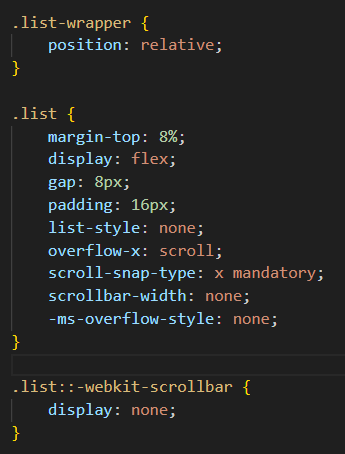 .list-wrapper {
    position: relative;
}

.list {
    margin-top: 8%;
    display: flex;
    gap: 8px;
    padding: 16px;
    list-style: none;
    overflow-x: scroll;
    scroll-snap-type: x mandatory;
    scrollbar-width: none;
    -ms-overflow-style: none;
}

.list::-webkit-scrollbar {
    display: none;
}